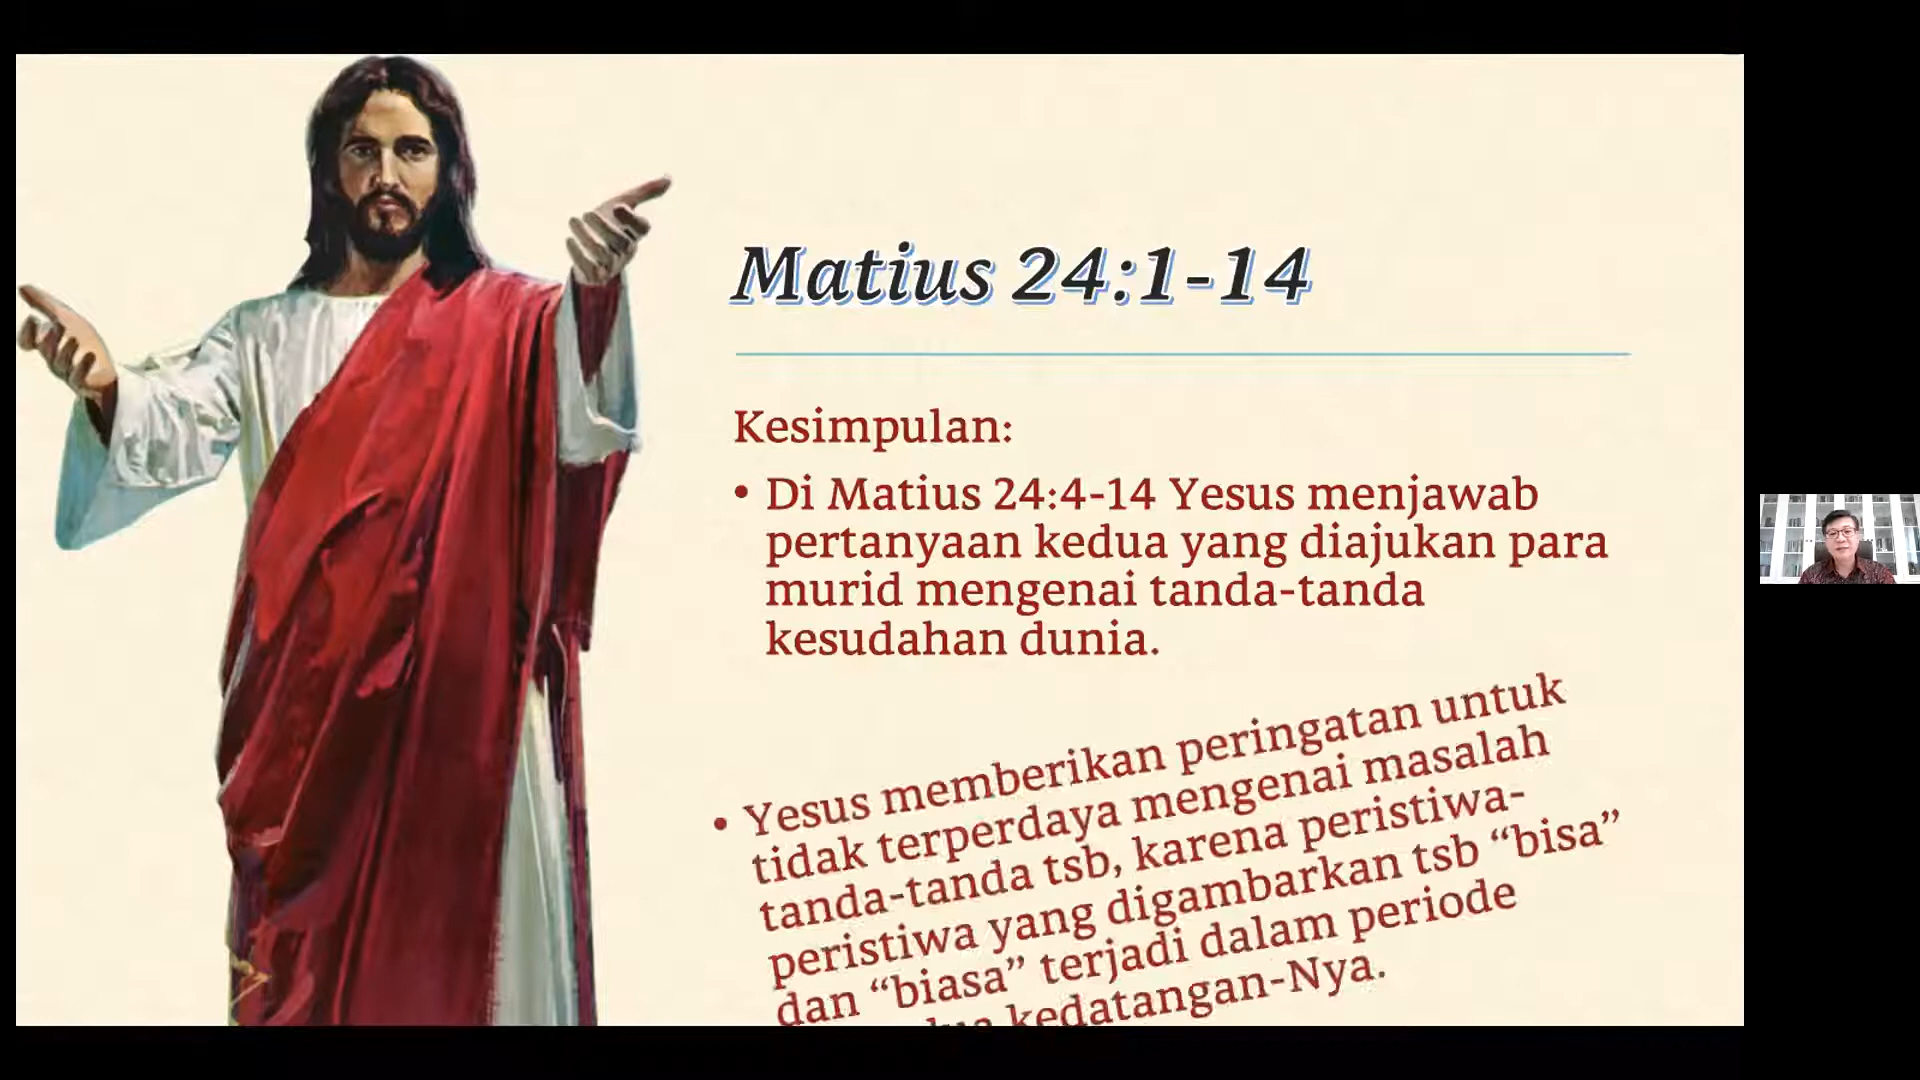 Matius 24:1-14
Kesimpulan:
• Di Matius 24:4-14 Yesus menjawab
pertanyaan kedua yang diajukan para
murid mengenai tanda-tanda
kesudahan dunia.
• Yesus memberikan peringatan untuk
tidak terperdaya mengenai masalah
tanda-tanda tsb, karena peristiwa-
peristiwa yang digambarkan tsb “bisa”
dan “biasa” terjadi dalam periode
kedatangan-Nya.